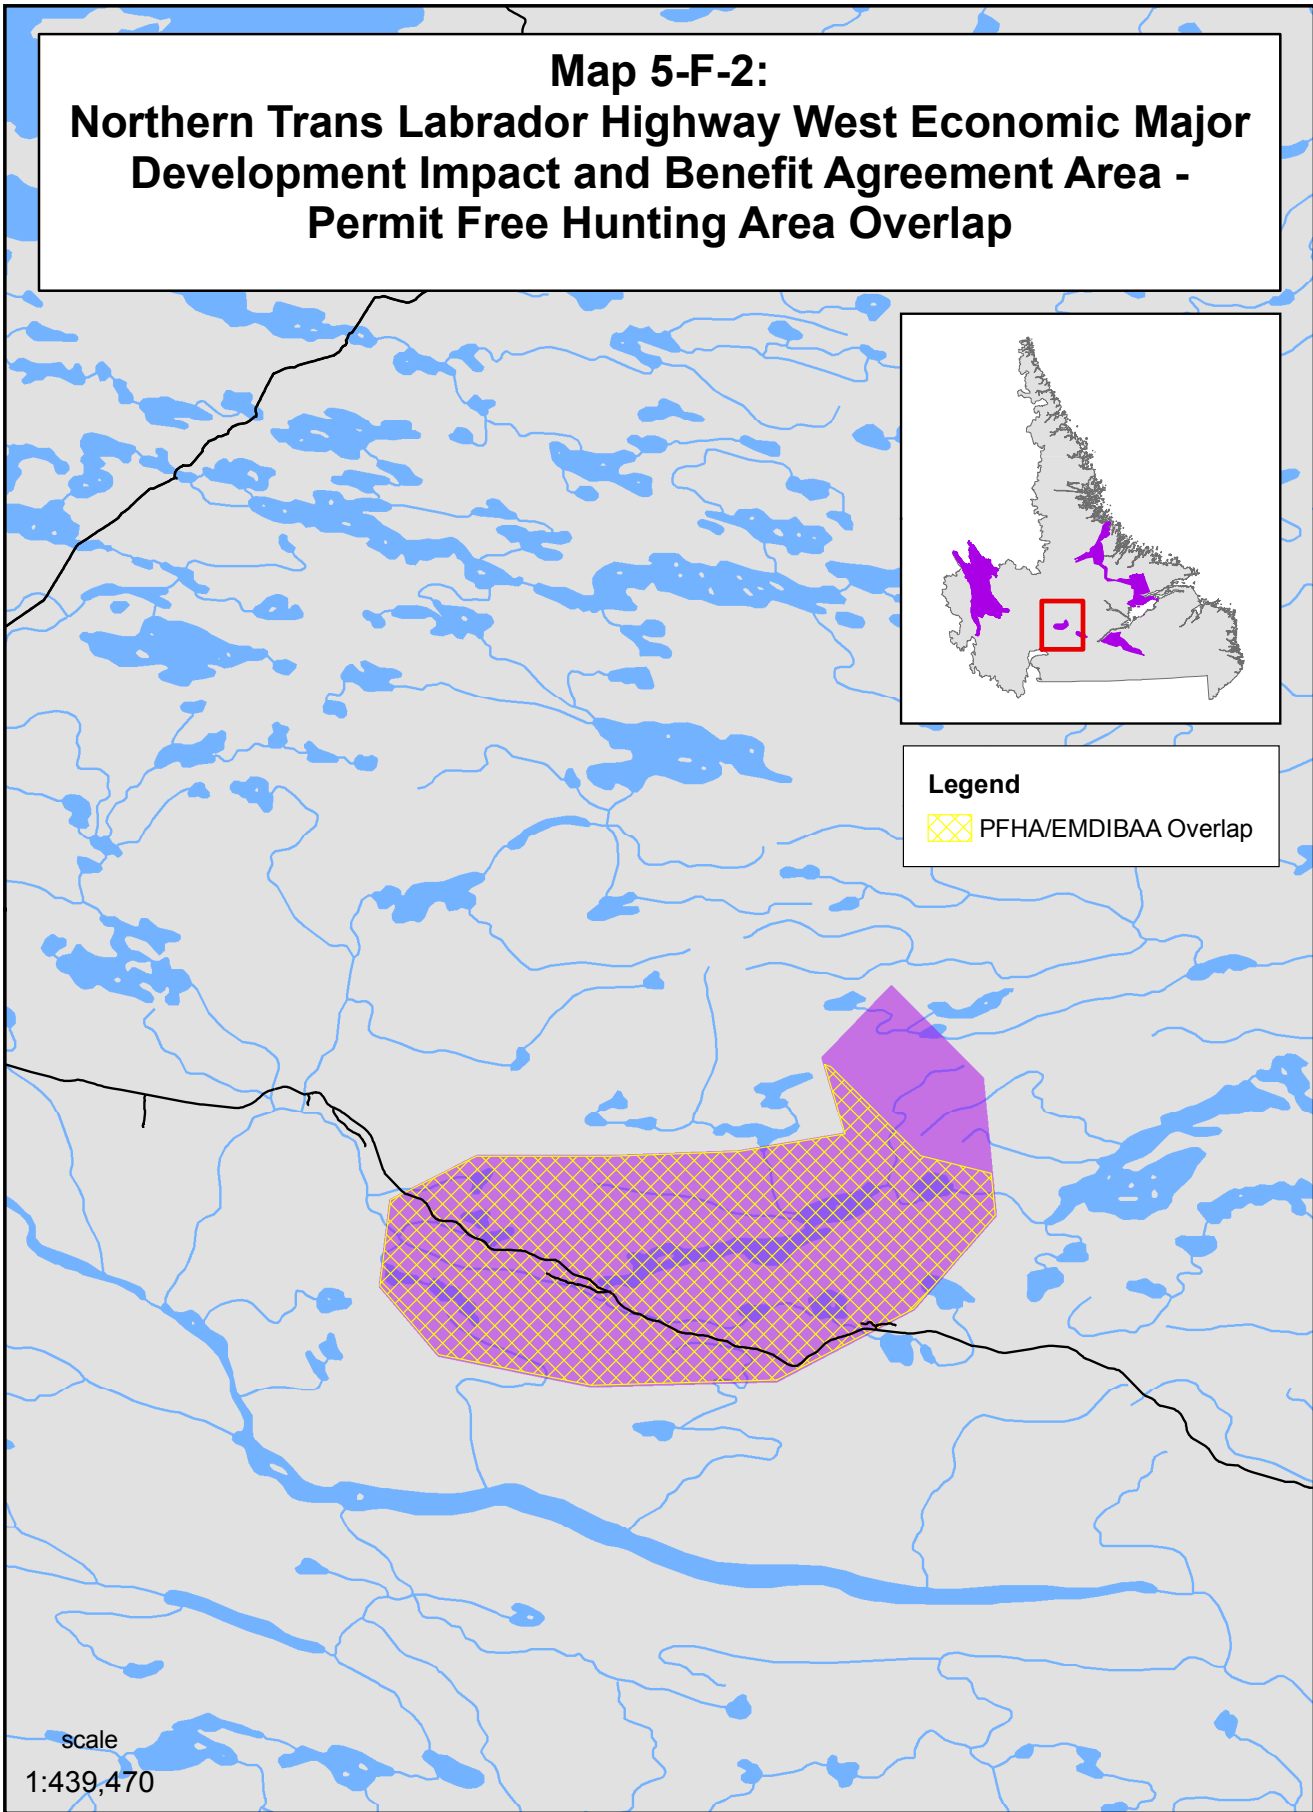 Map 5-F-2:
Northern Trans Labrador Highway West Economic Major
Development Impact and Benefit Agreement Area -
Permit Free Hunting Area Overlap
Legend
PFHA/EMDIBAA Overlap
scale
1:439,470